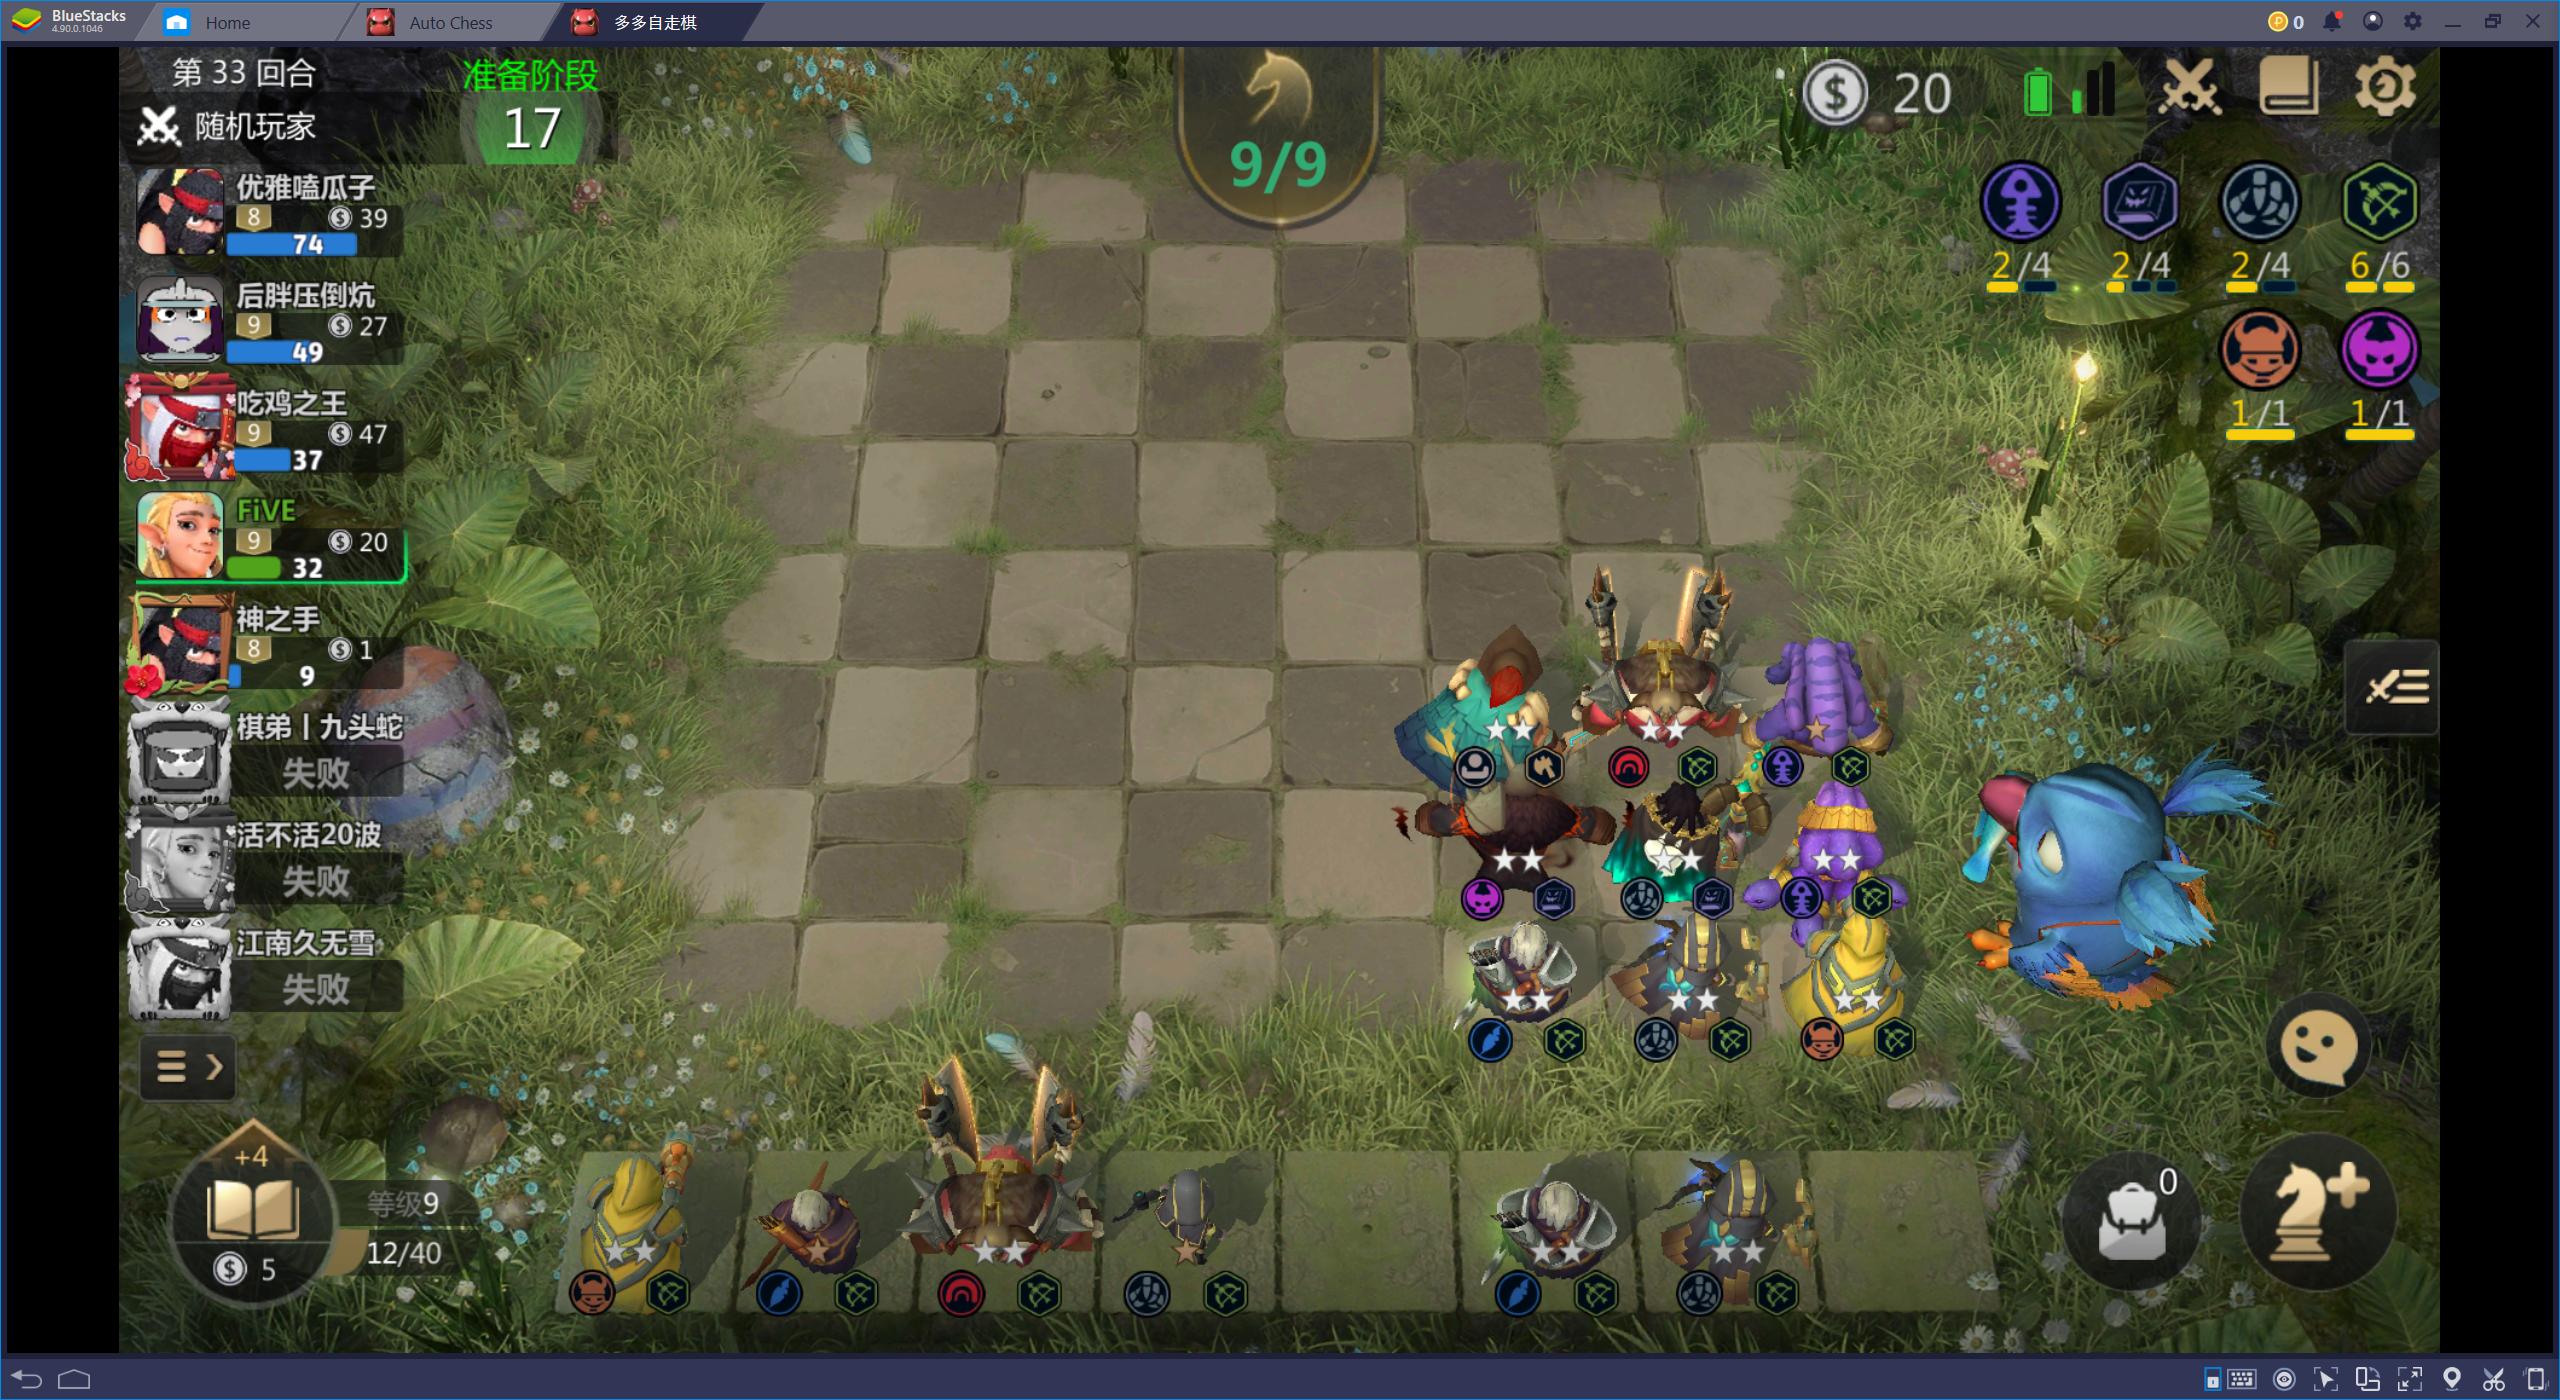 BlueStacks
4.90.0.1046
Home
Auto Chess
多多自走棋
0
第 33 回合
随机玩家
准备阶段
17
9/9
20
优雅嗑瓜子
8
39
74
后胖压倒炕
9
27
49
吃鸡之王
9
47
37
FiVE
9
20
32
神之手
8
1
9
棋弟丨九头蛇
失败
活不活20波
失败
江南久无雪
失败
2/4
2/4
2/4
6/6
1/1
1/1
+4
5
等级9
12/40
0